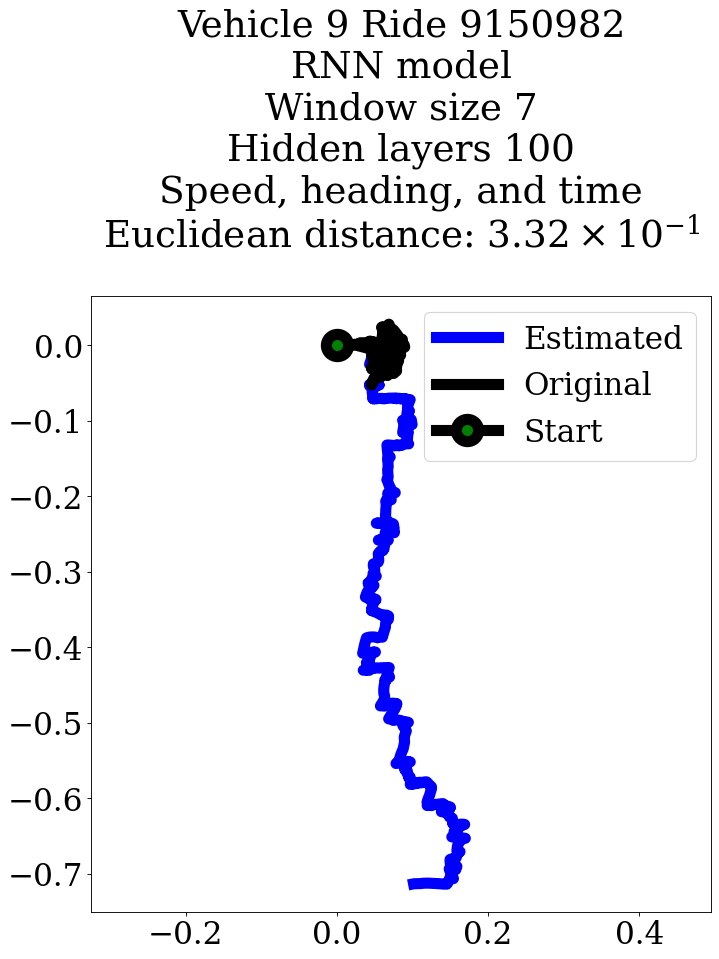 Vehicle 9 Ride 9150982
RNN model
Window size 7
Hidden layers 100
Speed, heading, and time
Euclidean distance: 3.32 × 10⁻¹
Estimated
Original
Start
0.0
−0.1
−0.2
−0.3
−0.4
−0.5
−0.6
−0.7
−0.2 0.0 0.2 0.4